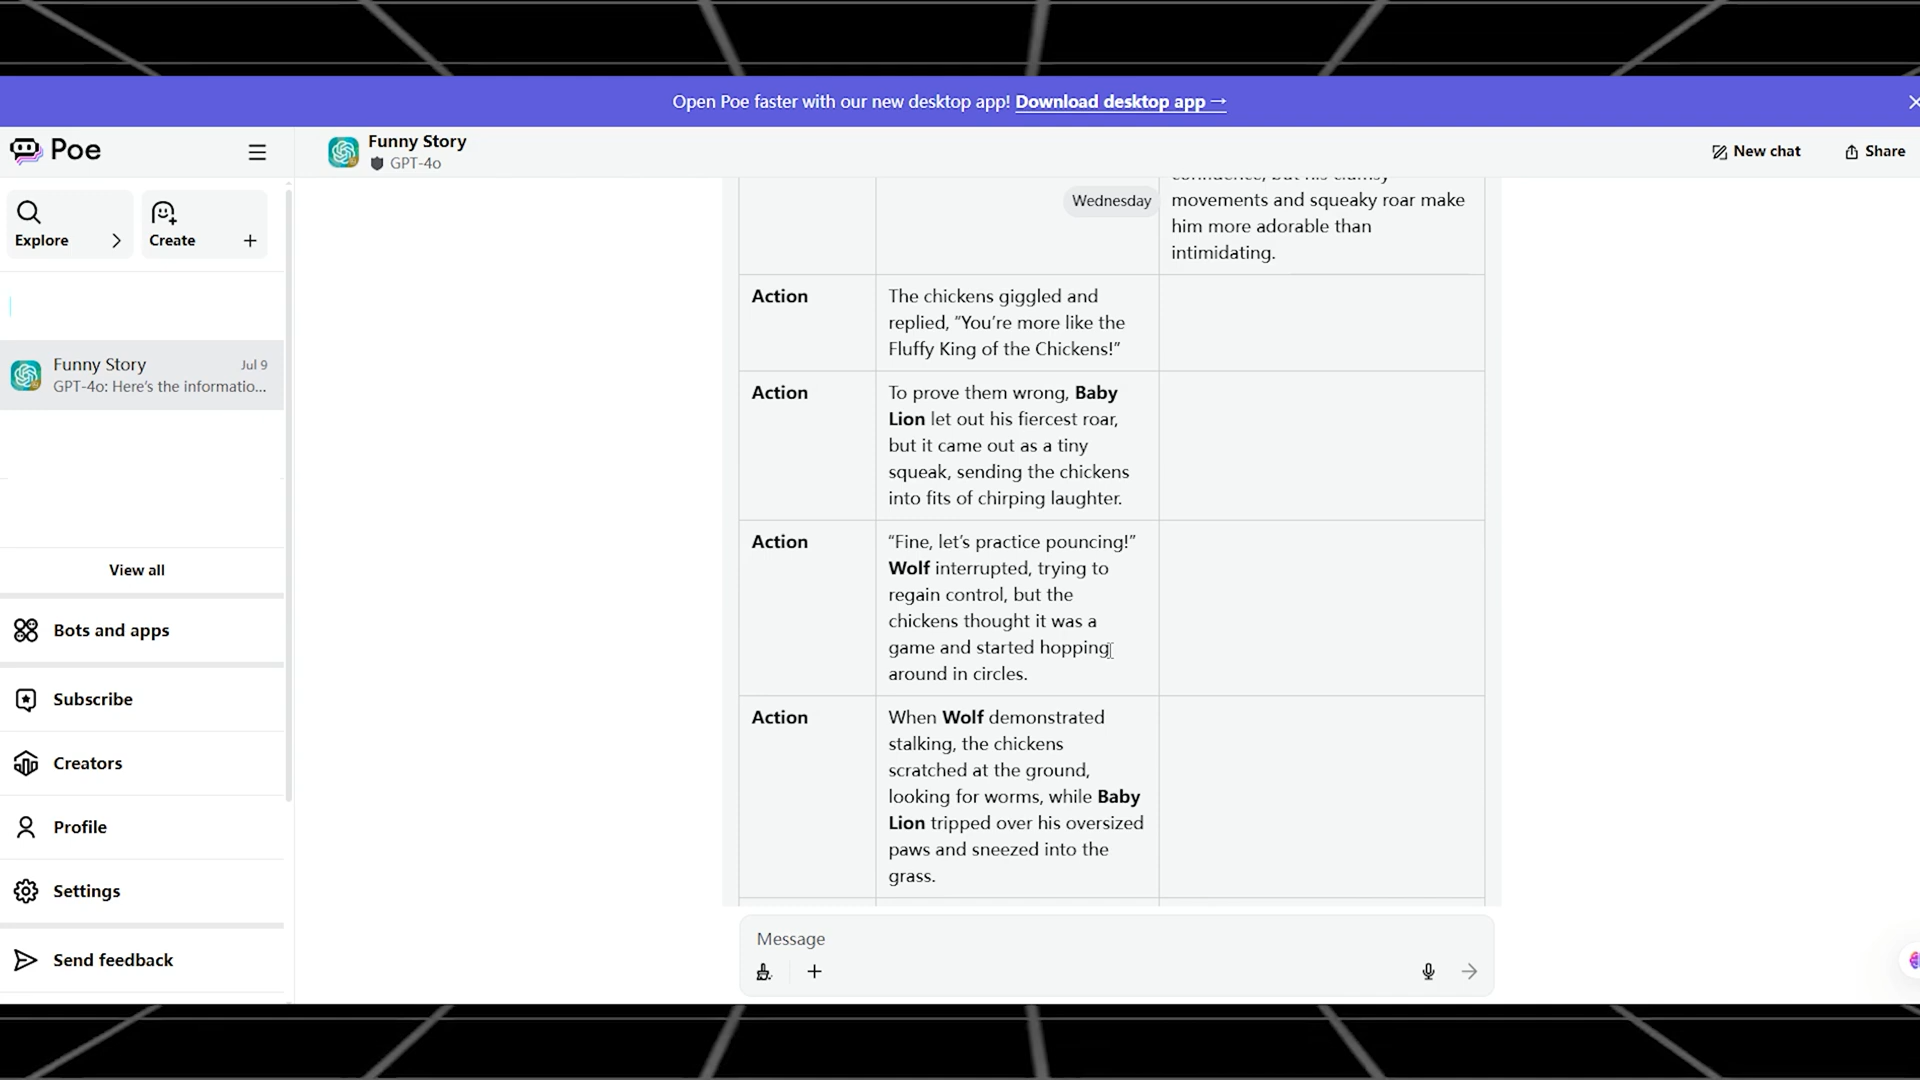 Open Poe faster with our new desktop app! Download desktop app →
Poe
Funny Story
GPT-4o
New chat
Share
Explore
Create
Funny Story
Jul 9
GPT-4o: Here's the informatio...
View all
Bots and apps
Subscribe
Creators
Profile
Settings
Send feedback
Wednesday
movements and squeaky roar make
him more adorable than
intimidating.
Action
The chickens giggled and
replied, “You’re more like the
Fluffy King of the Chickens!”
Action
To prove them wrong, Baby
Lion let out his fiercest roar,
but it came out as a tiny
squeak, sending the chickens
into fits of chirping laughter.
Action
“Fine, let’s practice pouncing!”
Wolf interrupted, trying to
regain control, but the
chickens thought it was a
game and started hopping
around in circles.
Action
When Wolf demonstrated
stalking, the chickens
scratched at the ground,
looking for worms, while Baby
Lion tripped over his oversized
paws and sneezed into the
grass.
Message